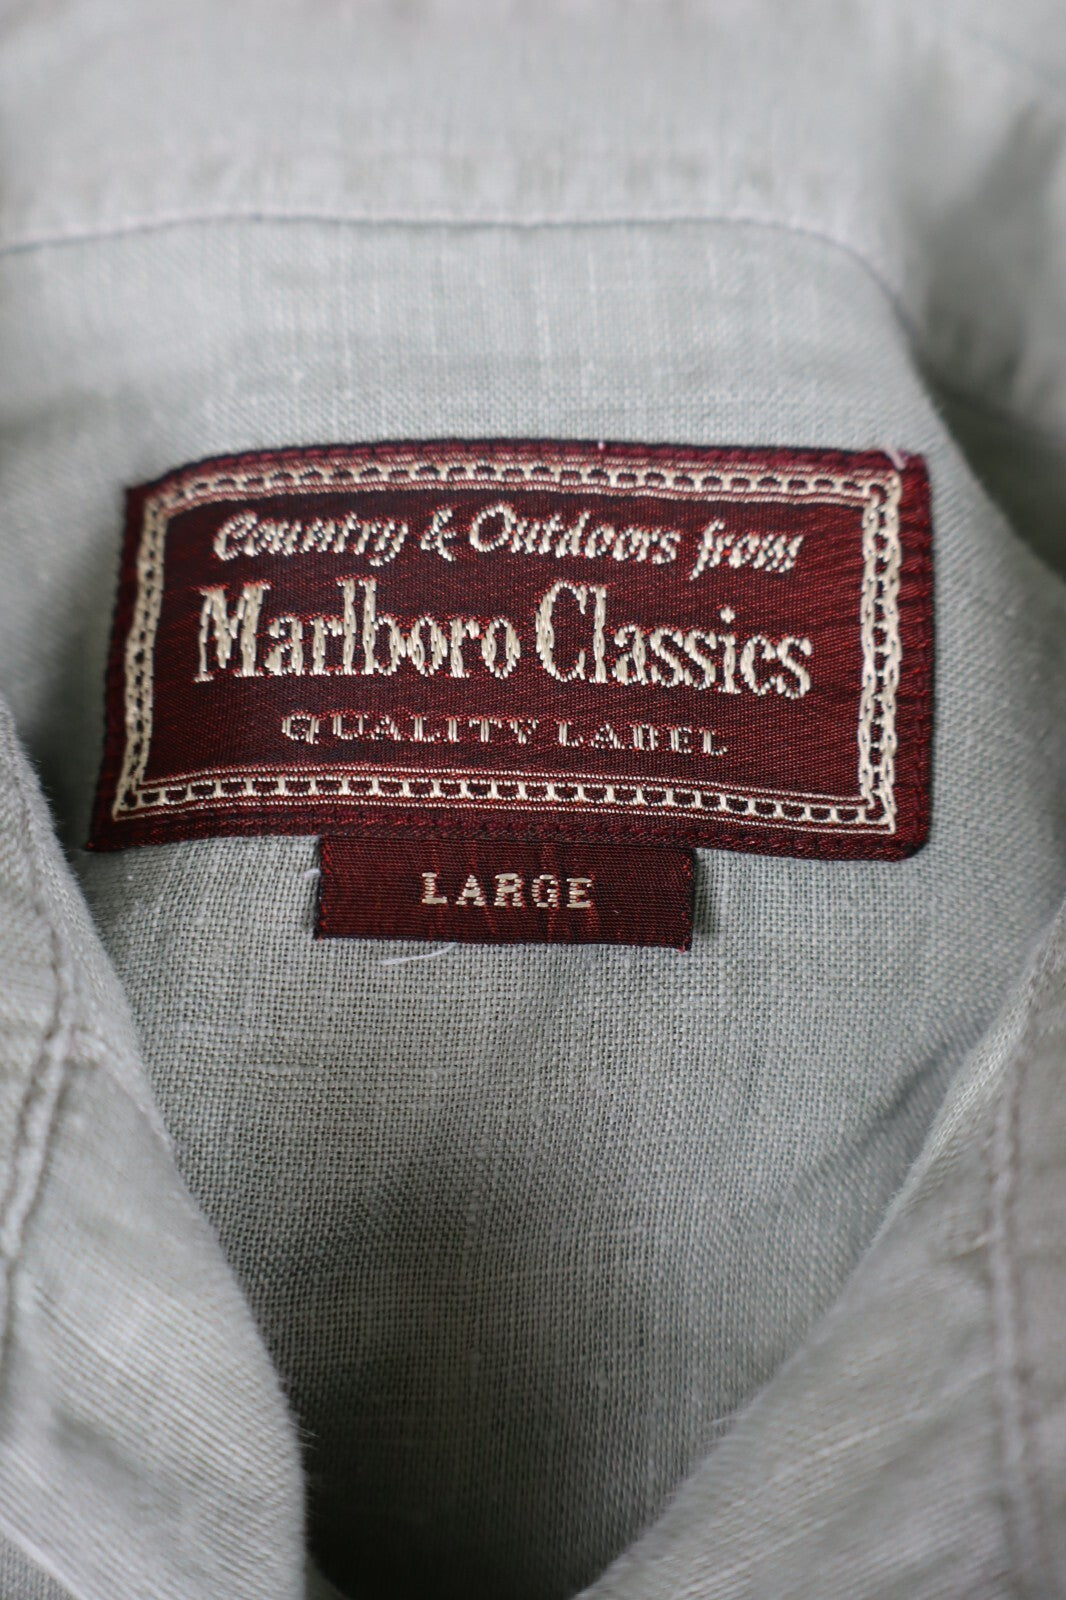 Country & Outdoors from
Marlboro Classics
QUALITY LABEL
LARGE